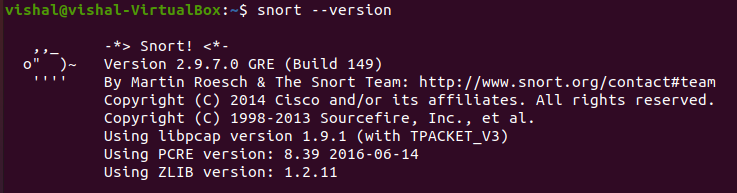 vishal@vishal-VirtualBox:~$ snort --version
   ,,_     -*> Snort! <*-
  o"  )~   Version 2.9.7.0 GRE (Build 149)
   ''''    By Martin Roesch & The Snort Team: http://www.snort.org/contact#team
           Copyright (C) 2014 Cisco and/or its affiliates. All rights reserved.
           Copyright (C) 1998-2013 Sourcefire, Inc., et al.
           Using libpcap version 1.9.1 (with TPACKET_V3)
           Using PCRE version: 8.39 2016-06-14
           Using ZLIB version: 1.2.11